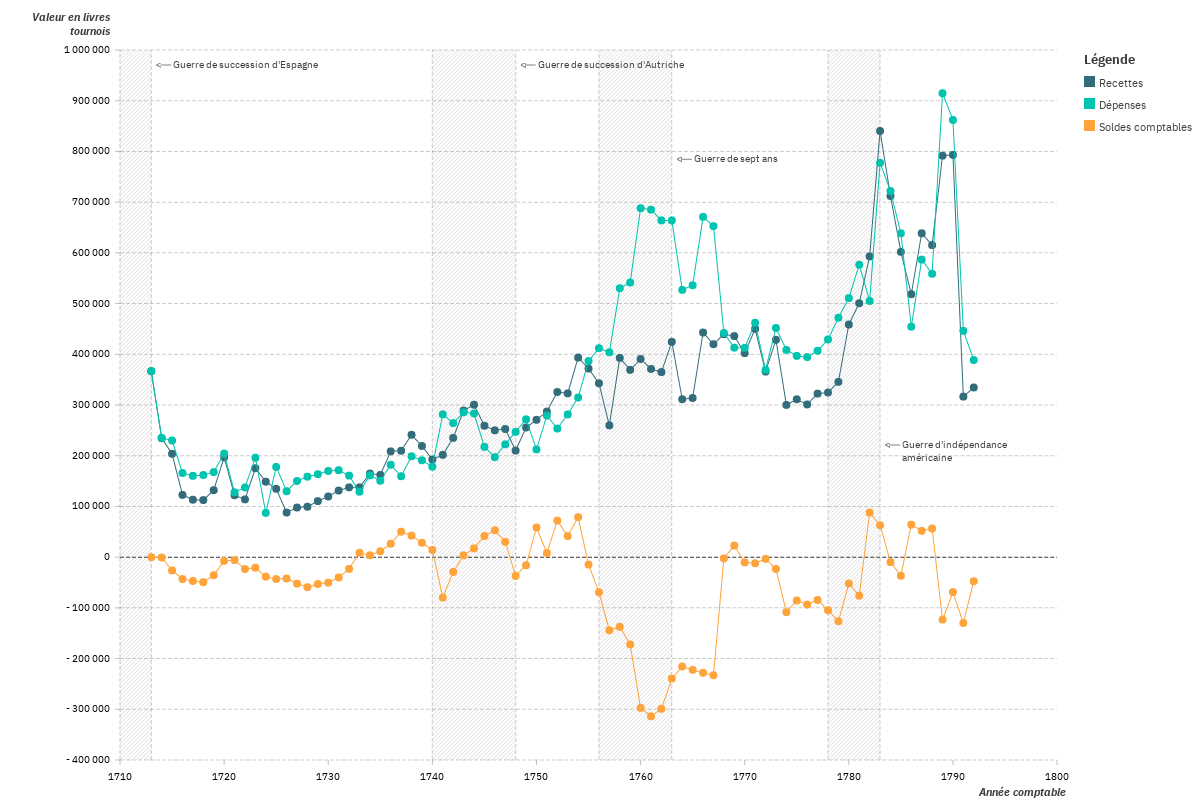 Valeur en livres
tournois
1 000 000
900 000
800 000
700 000
600 000
500 000
400 000
300 000
200 000
100 000
0
- 100 000
- 200 000
- 300 000
- 400 000
Guerre de succession d'Espagne
Guerre de succession d'Autriche
Guerre de sept ans
Guerre d'indépendance
américaine
1710
1720
1730
1740
1750
1760
1770
1780
1790
1800
Année comptable
Légende
Recettes
Dépenses
Soldes comptables